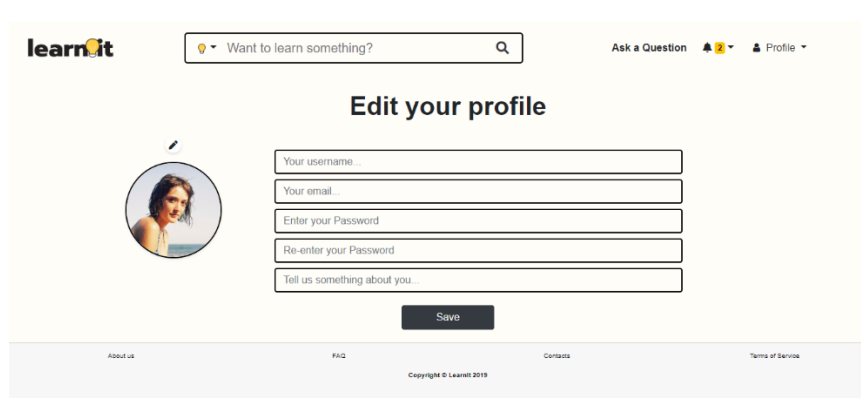 learnit
Want to learn something?
Ask a Question
2
Profile
Edit your profile
Your username...
Your email...
Enter your Password
Re-enter your Password
Tell us something about you...
Save
About us
FAQ
Contacts
Terms of Service
Copyright © LearnIt 2019